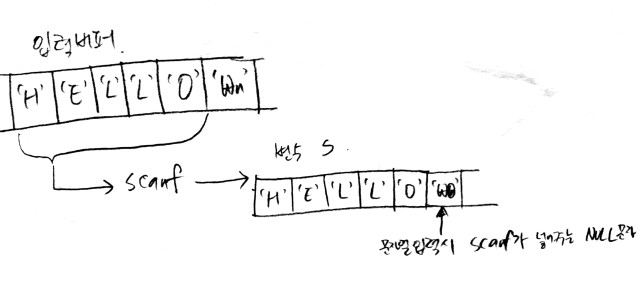 입력버퍼.
'H' 'E' 'L' 'L' 'O' '₩n'
scanf
변수 S.
'H' 'E' 'L' 'L' 'O' '₩0'
문자열입력시 scanf가 넣어주는 NULL문자